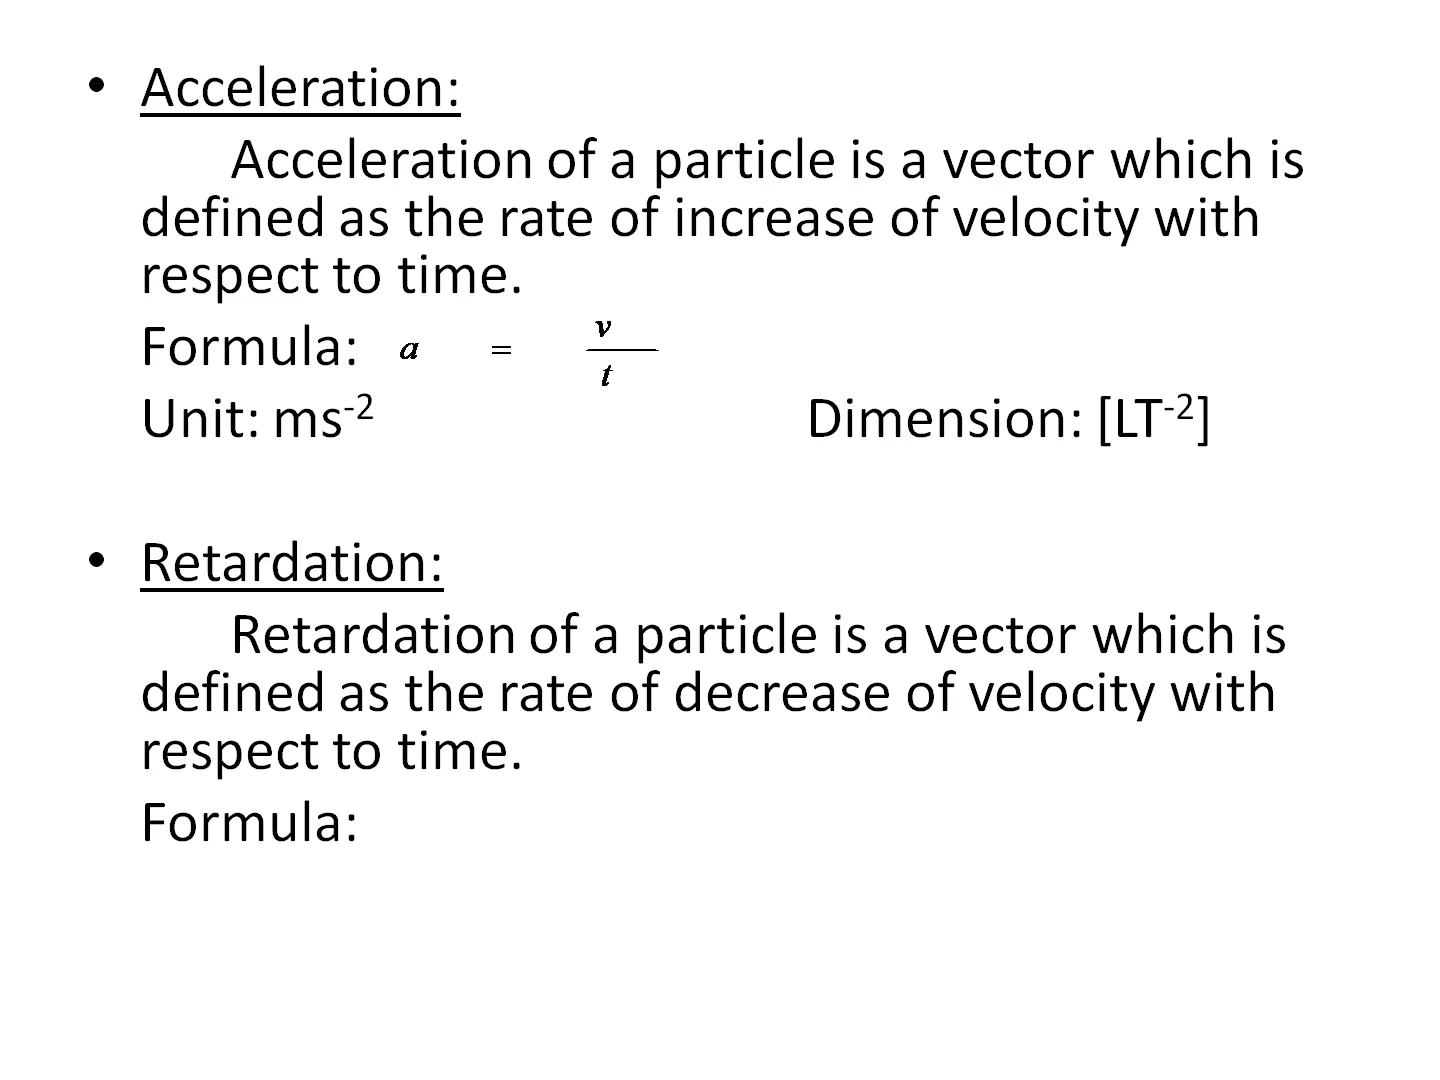 • Acceleration:
Acceleration of a particle is a vector which is
defined as the rate of increase of velocity with
respect to time.
Formula: a = v/t
Unit: ms⁻² Dimension: [LT⁻²]
• Retardation:
Retardation of a particle is a vector which is
defined as the rate of decrease of velocity with
respect to time.
Formula: